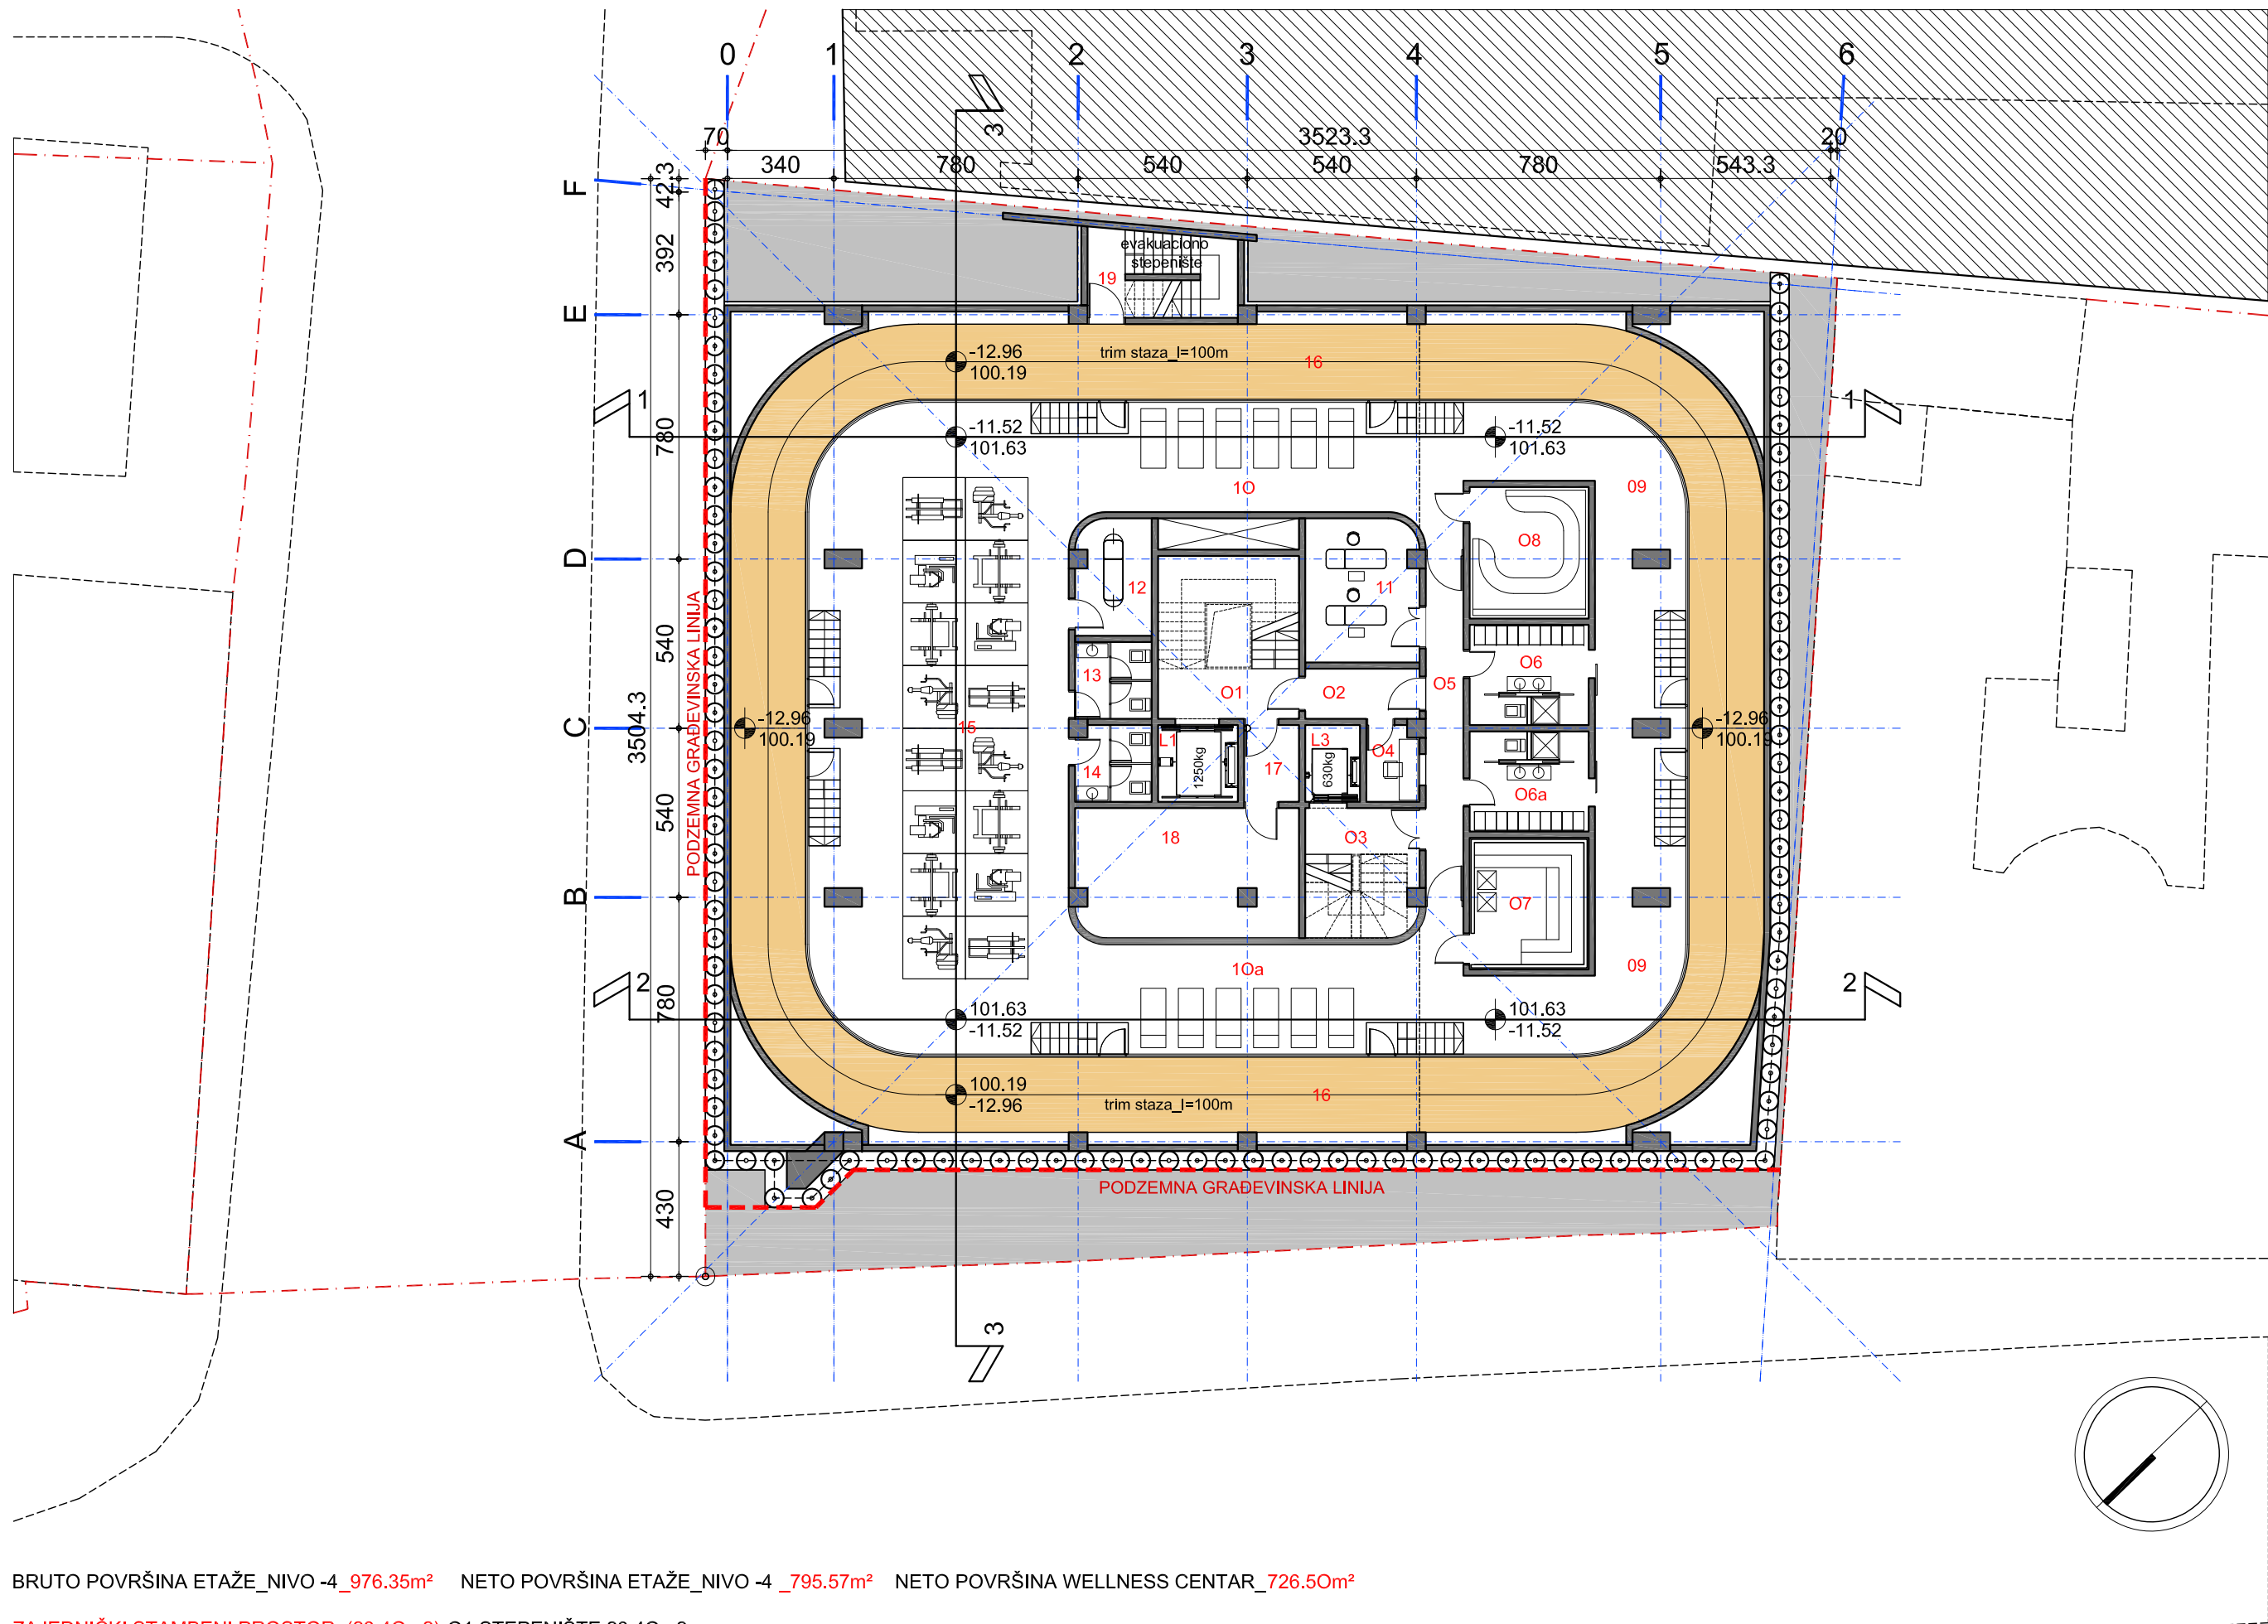 0 1 2 3 4 5 6
70 3523.3 20
340 780 540 540 780 543.3
3
F
42.3
392
E
evakuaciono
stepenište
19
-12.96
100.19
trim staza_l=100m
16
1
1
780
-11.52
101.63
-11.52
101.63
10
09
D
12
11
O8
540
PODZEMNA GRAĐEVINSKA LINIJA
13
O1
O2
O5
O6
C
3504.3
-12.96
100.19
15
L1
1250kg
17
L3
630kg
O4
-12.96
100.19
14
O6a
540
18
O3
B
O7
10a
09
2
2
780
101.63
-11.52
101.63
-11.52
100.19
-12.96
trim staza_l=100m
16
A
PODZEMNA GRAĐEVINSKA LINIJA
430
3
BRUTO POVRŠINA ETAŽE_NIVO -4_976.35m² NETO POVRŠINA ETAŽE_NIVO -4 _795.57m² NETO POVRŠINA WELLNESS CENTAR_726.50m²